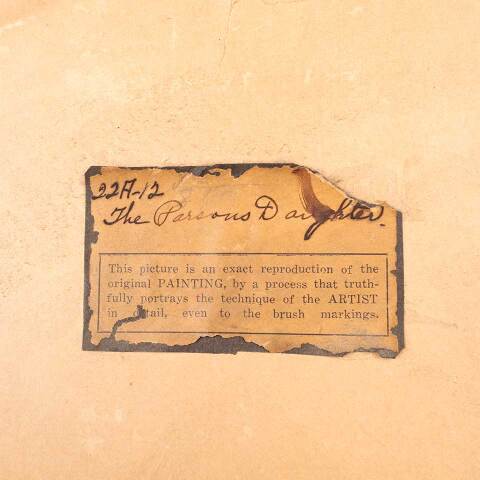 22A-12
The Parsons Daughter.
This picture is an exact reproduction of the
original PAINTING, by a process that truth-
fully portrays the technique of the ARTIST
in detail, even to the brush markings.